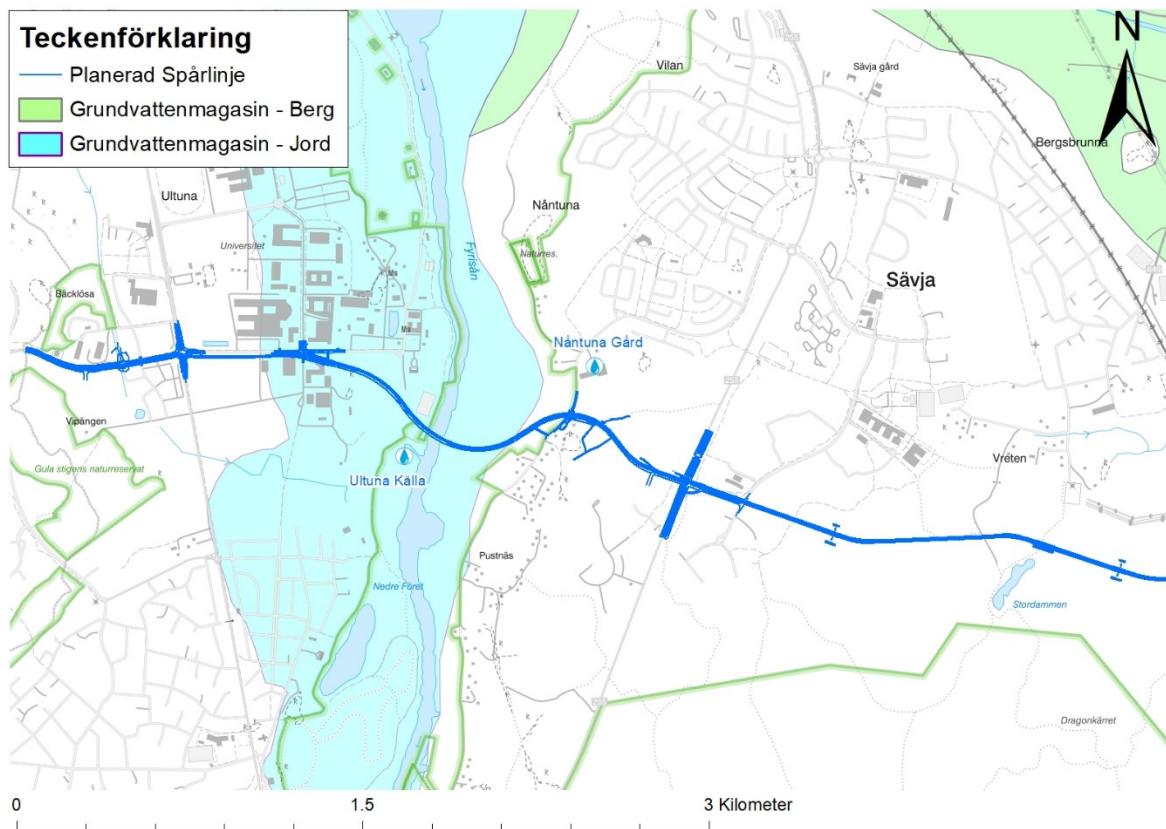 Teckenförklaring
Planerad Spårlinje
Grundvattenmagasin - Berg
Grundvattenmagasin - Jord
N
Vilan
Sävja gård
Bergsbrunna
Ultuna
Nåntuna
Universitet
Fyrisån
Naturres.
Sävja
Bäcklösa
Ms
Nåntuna Gård
Vipängen
Gula stigens naturreservat
Ultuna Källa
Vreten
Pustnäs
Nedre Föret
Stordammen
Dragonkärret
0
1.5
3 Kilometer